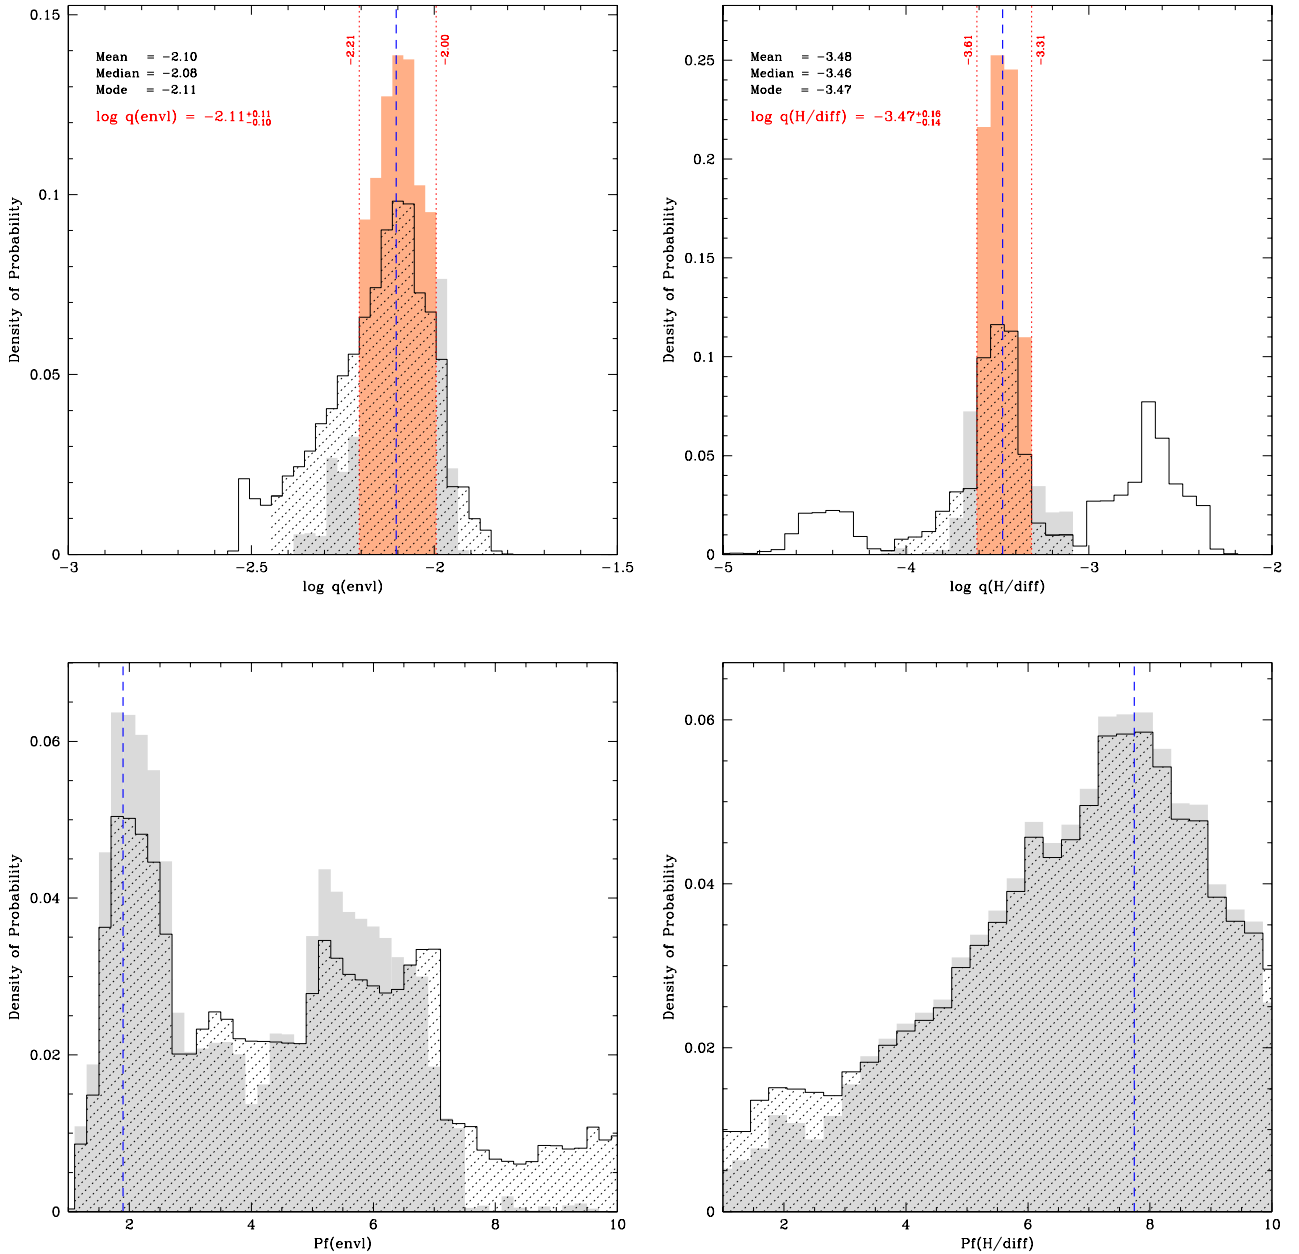 0.15
0.1
0.05
0
Density of Probability
Mean = −2.10
Median = −2.08
Mode = −2.11
log q(envl) = −2.11+0.11−0.10
−2.21
−2.00
−3
−2.5
−2
−1.5
log q(envl)
0.25
0.2
0.15
0.1
0.05
0
Density of Probability
Mean = −3.48
Median = −3.46
Mode = −3.47
log q(H/diff) = −3.47+0.16−0.14
−3.61
−3.31
−5
−4
−3
−2
log q(H/diff)
0.06
0.04
0.02
0
Density of Probability
2
4
6
8
10
Pf(envl)
0.06
0.04
0.02
0
Density of Probability
2
4
6
8
10
Pf(H/diff)